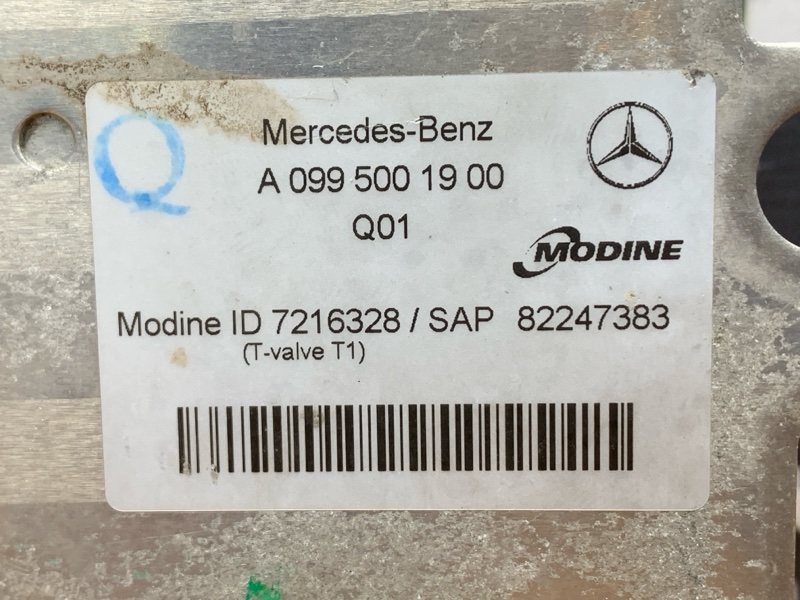 Q
Mercedes-Benz
A 099 500 19 00
Q01
MODINE
Modine ID 7216328 / SAP 82247383
(T-valve T1)